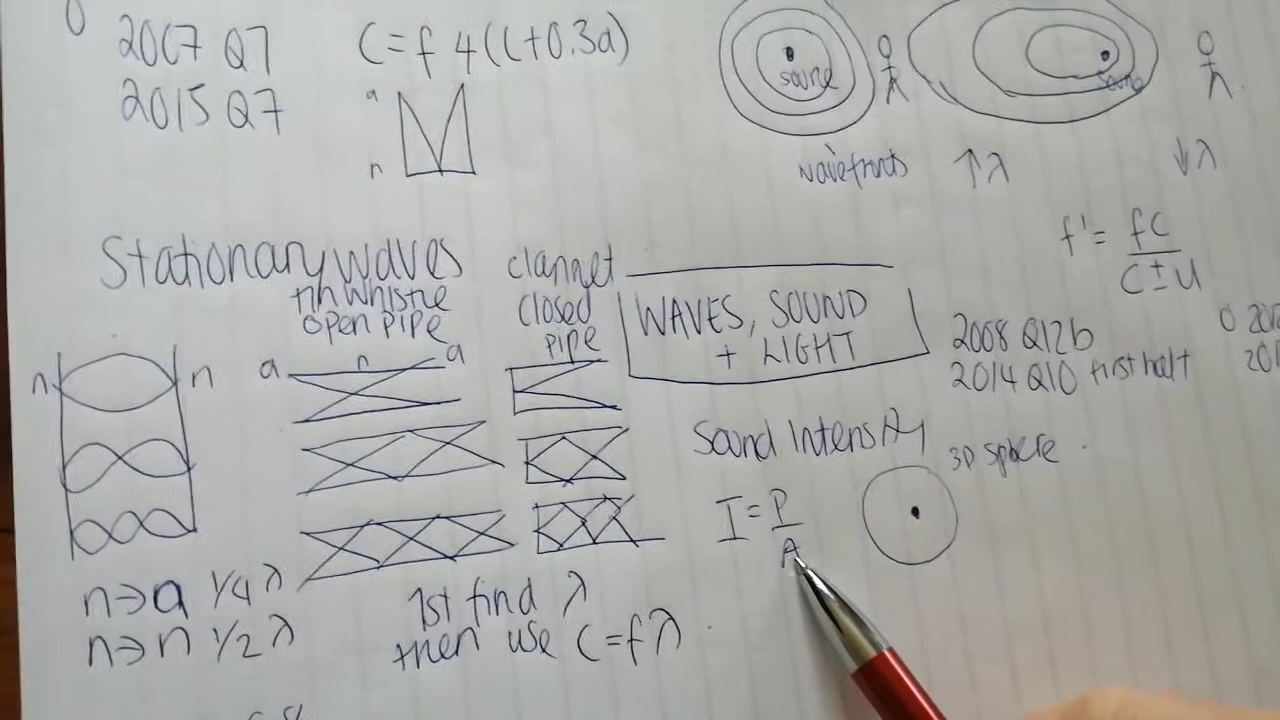 2007 Q7
2015 Q7
C=f 4(l+0.3d)
a
n
source
source
wavefronts
↑λ
↓λ
f'= fc
c±u
Stationary waves
tin whistle
open pipe
clarinet
closed
pipe
WAVES, SOUND
+ LIGHT
2008 Q12b
2014 Q10 first half
n
n
a
n
a
Sound Intensity
3D sphere
I=P
A
n→a 1/4 λ
n→n 1/2 λ
1st find λ
then use C=fλ